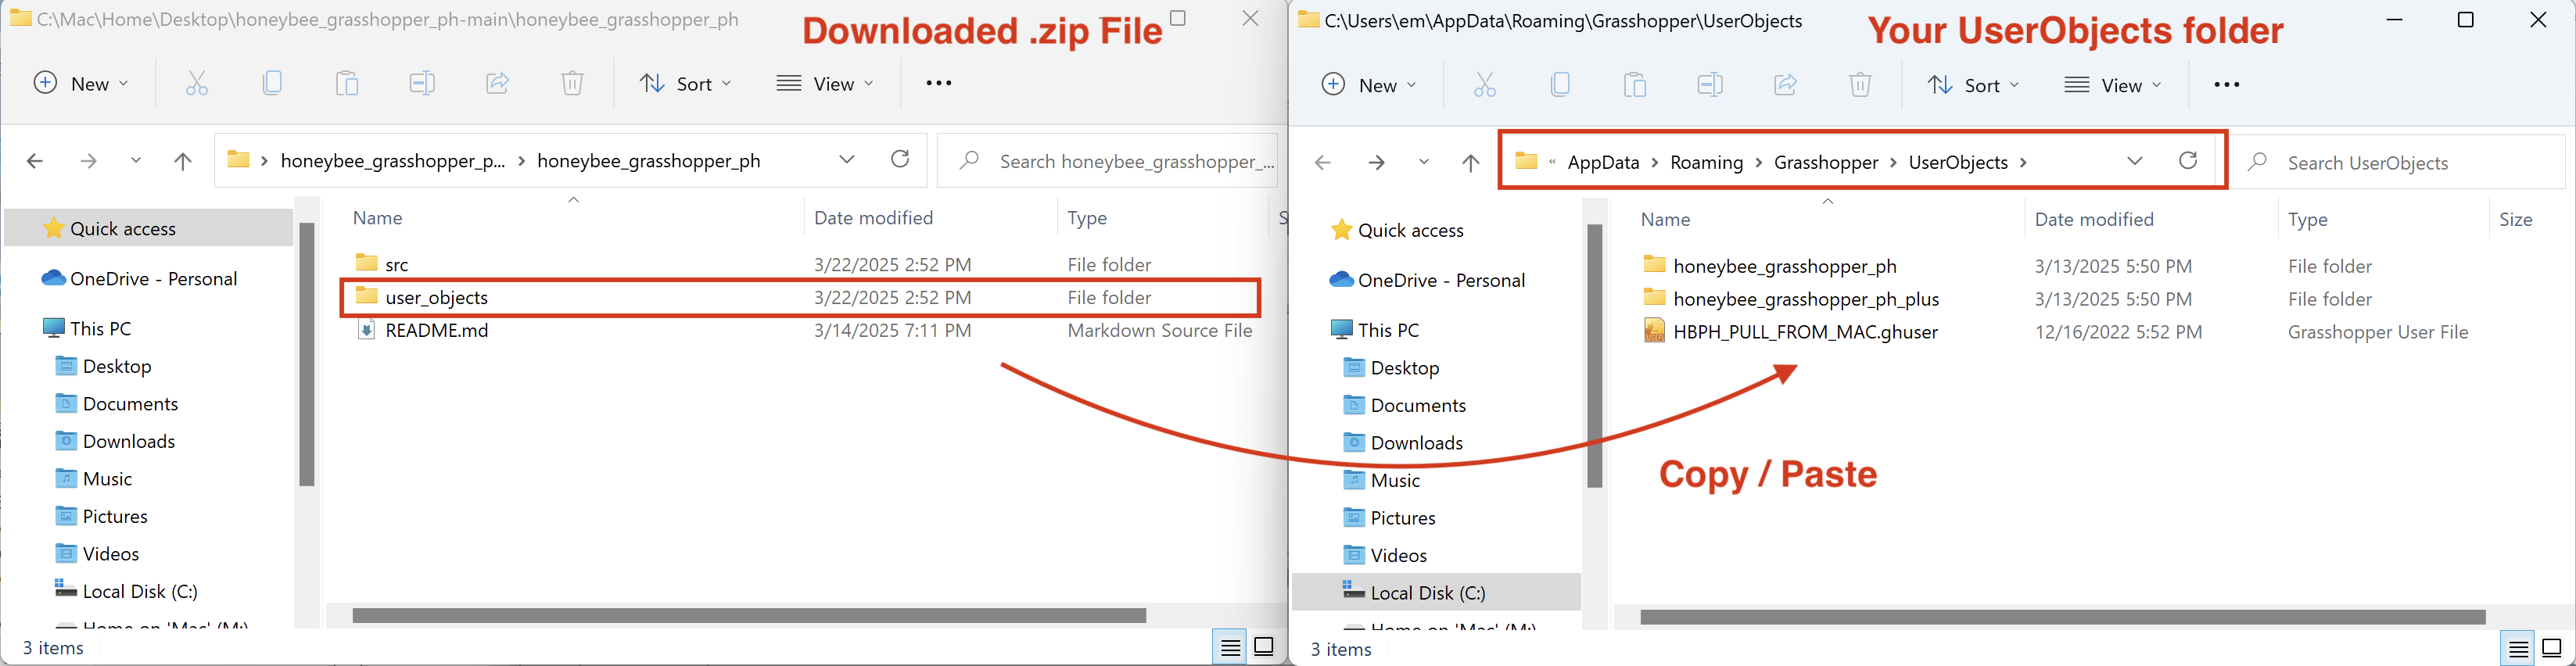 C:\Mac\Home\Desktop\honeybee_grasshopper_ph-main\honeybee_grasshopper_ph
Downloaded .zip File
New
Sort
View
honeybee_grasshopper_p...
honeybee_grasshopper_ph
Search honeybee_grasshopper_...
Name
Date modified
Type
S
Quick access
OneDrive - Personal
This PC
Desktop
Documents
Downloads
Music
Pictures
Videos
Local Disk (C:)
Home on 'Mac' (M:)
src 3/22/2025 2:52 PM File folder
user_objects 3/22/2025 2:52 PM File folder
README.md 3/14/2025 7:11 PM Markdown Source File
3 items
C:\Users\em\AppData\Roaming\Grasshopper\UserObjects
Your UserObjects folder
New
Sort
View
« AppData > Roaming > Grasshopper > UserObjects >
Search UserObjects
Name
Date modified
Type
Size
Quick access
OneDrive - Personal
This PC
Desktop
Documents
Downloads
Music
Pictures
Videos
Local Disk (C:)
Home on 'Mac' (M:)
honeybee_grasshopper_ph 3/13/2025 5:50 PM File folder
honeybee_grasshopper_ph_plus 3/13/2025 5:50 PM File folder
HBPH_PULL_FROM_MAC.ghuser 12/16/2022 5:52 PM Grasshopper User File
Copy / Paste
3 items